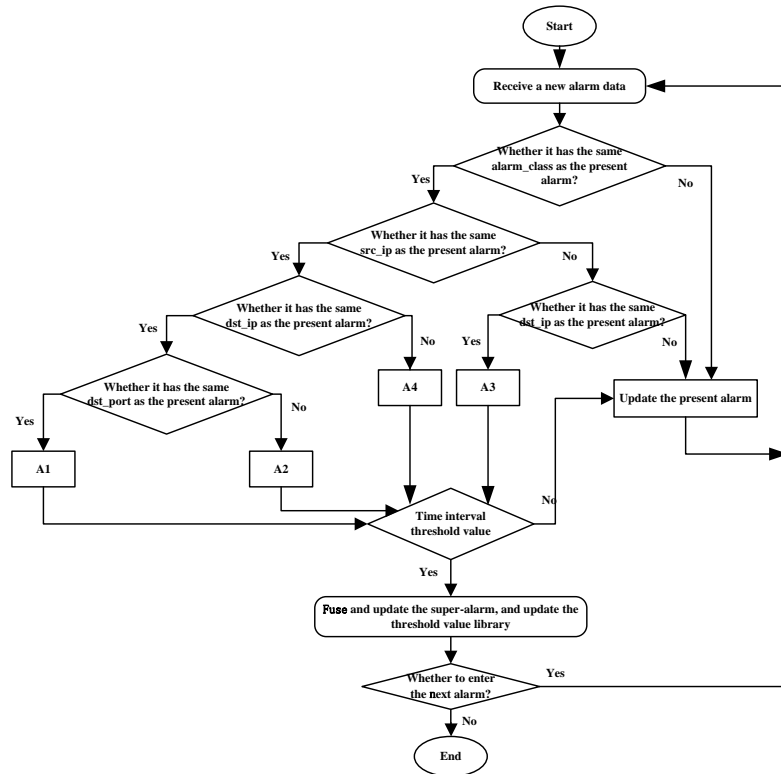 Start
Receive a new alarm data
Whether it has the same
alarm_class as the present
alarm?
Yes
No
Whether it has the same
src_ip as the present alarm?
Yes
No
Whether it has the same
dst_ip as the present alarm?
Whether it has the same
dst_ip as the present alarm?
Yes
No
Yes
No
Whether it has the same
dst_port as the present alarm?
A4
A3
Update the present alarm
Yes
No
A1
A2
No
Time interval
threshold value
Yes
Fuse and update the super-alarm, and update the
threshold value library
Whether to enter
the next alarm?
Yes
No
End